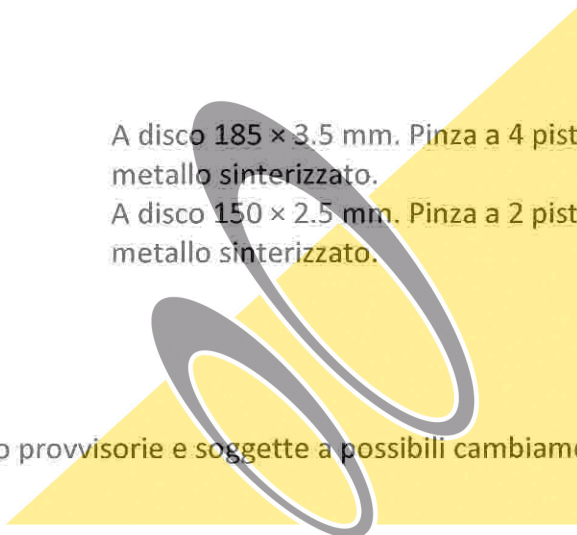 A disco 185 × 3.5 mm. Pinza a 4 pist
metallo sinterizzato.
A disco 150 × 2.5 mm. Pinza a 2 pist
metallo sinterizzato.
o provvisorie e soggette a possibili cambiame